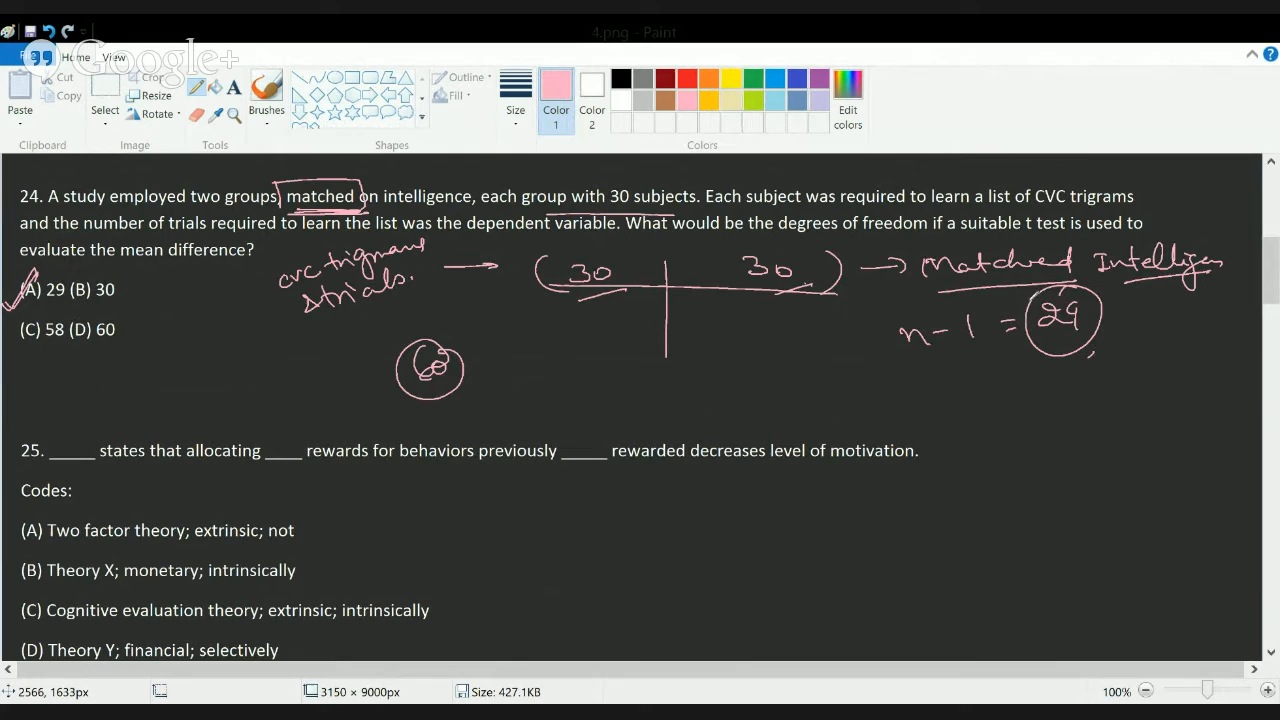 4.png - Paint
Google+
File Home View
Paste Cut Copy Select Crop Resize Rotate A Brushes Outline Fill Size Color 1 Color 2 Edit colors
Clipboard Image Tools Shapes Colors
24. A study employed two groups, matched on intelligence, each group with 30 subjects. Each subject was required to learn a list of CVC trigrams
and the number of trials required to learn the list was the dependent variable. What would be the degrees of freedom if a suitable t test is used to
evaluate the mean difference?
cvc trigrams
& trials.
30 30 Matched Intelligen
(A) 29 (B) 30
n - 1 = 29
(C) 58 (D) 60
60
25. _____ states that allocating ____ rewards for behaviors previously _____ rewarded decreases level of motivation.
Codes:
(A) Two factor theory; extrinsic; not
(B) Theory X; monetary; intrinsically
(C) Cognitive evaluation theory; extrinsic; intrinsically
(D) Theory Y; financial; selectively
2566, 1633px 3150 × 9000px Size: 427.1KB 100%